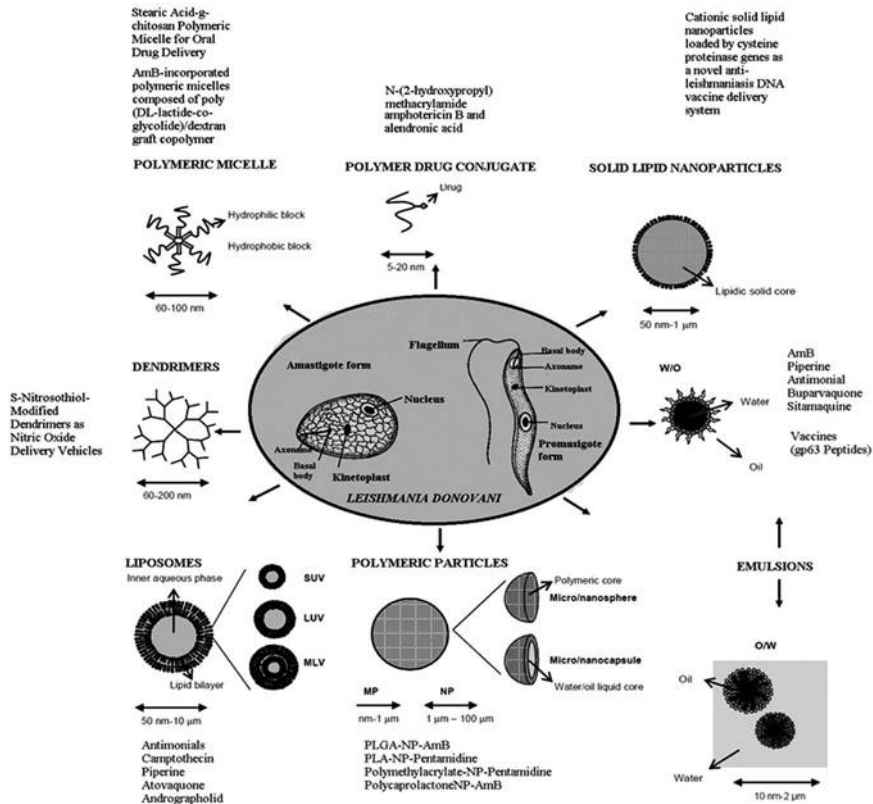 Stearic Acid-g-
chitosan Polymeric
Micelle for Oral
Drug Delivery
AmB-incorporated
polymeric micelles
composed of poly
(DL-lactide-co-
glycolide)/dextran
graft copolymer
POLYMERIC MICELLE
Hydrophilic block
Hydrophobic block
60-100 nm
N-(2-hydroxypropyl)
methacrylamide
amphotericin B and
alendronic acid
POLYMER DRUG CONJUGATE
Drug
5-20 nm
Cationic solid lipid
nanoparticles
loaded by cysteine
proteinase genes as
a novel anti-
leishmaniasis DNA
vaccine delivery
system
SOLID LIPID NANOPARTICLES
Lipidic solid core
50 nm-1 µm
DENDRIMERS
S-Nitrosothiol-
Modified
Dendrimers as
Nitric Oxide
Delivery Vehicles
60-200 nm
Amastigote form
Nucleus
Axoname
Basal
body
Kinetoplast
Flagellum
Basal body
Axoname
Kinetoplast
Nucleus
Promasigote
form
LEISHMANIA DONOVANI
W/O
Water
Oil
AmB
Piperine
Antimonial
Buparvaquone
Sitamaquine
Vaccines
(gp63 Peptides)
EMULSIONS
O/W
Oil
Water
10 nm-2 µm
LIPOSOMES
Inner aqueous phase
SUV
LUV
MLV
Lipid bilayer
50 nm-10 µm
Antimonials
Camptothecin
Piperine
Atovaquone
Andrographolid
POLYMERIC PARTICLES
Polymeric core
Micro/nanosphere
Micro/nanocapsule
Water/oil liquid core
MP NP
nm-1 µm 1 µm – 100 µm
PLGA-NP-AmB
PLA-NP-Pentamidine
Polymethylacrylate-NP-Pentamidine
PolycaprolactoneNP-AmB